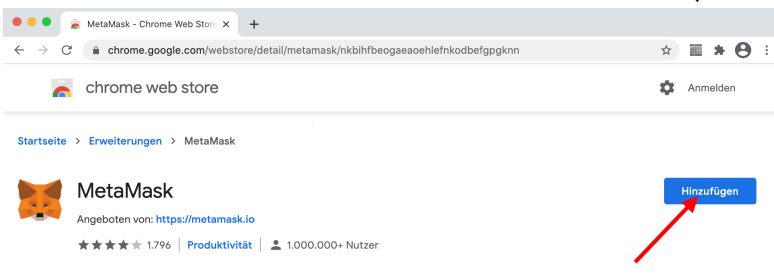 MetaMask - Chrome Web Store
chrome.google.com/webstore/detail/metamask/nkbihfbeogaeaoehlefnkodbefgpgknn
chrome web store
Anmelden
Startseite > Erweiterungen > MetaMask
MetaMask
Hinzufügen
Angeboten von: https://metamask.io
1.796 | Produktivität | 1.000.000+ Nutzer